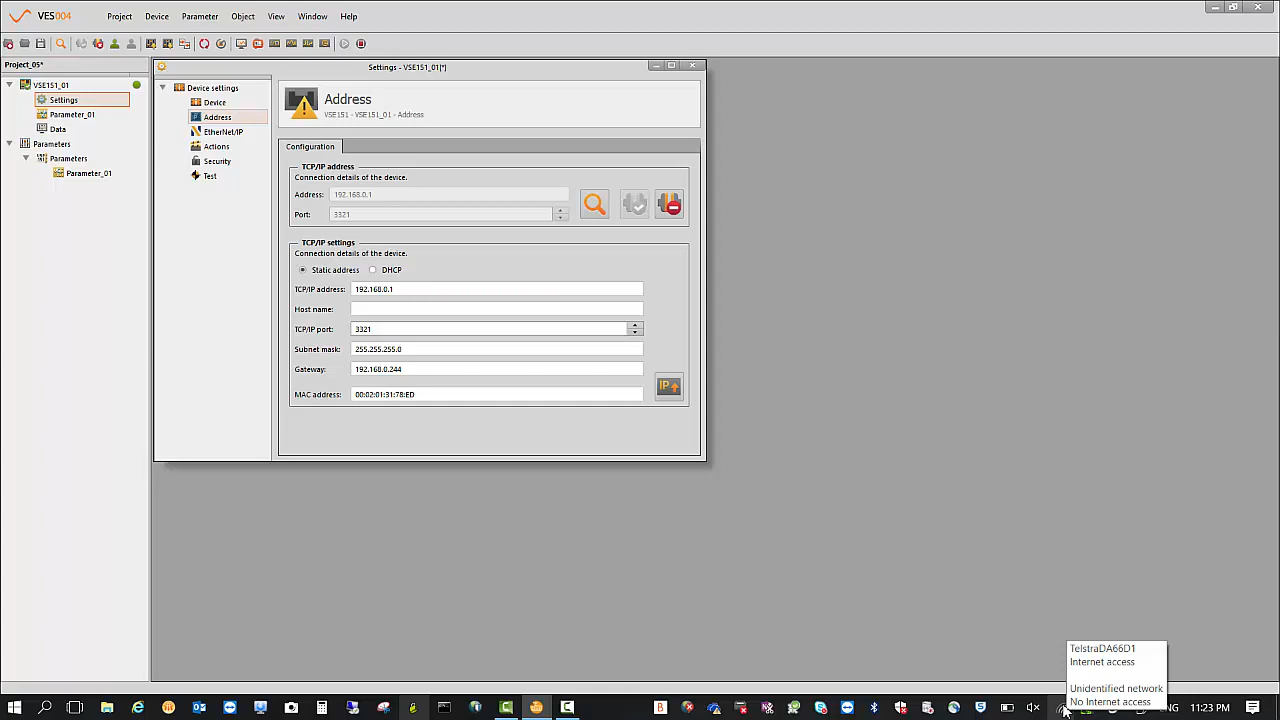 VES004 Project Device Parameter Object View Window Help
Project_05*
VSE151_01
Settings
Parameter_01
Data
Parameters
Parameters
Parameter_01
Settings - VSE151_01[*]
Device settings
Device
Address
EtherNet/IP
Actions
Security
Test
Address
VSE151 - VSE151_01 - Address
Configuration
TCP/IP address
Connection details of the device.
Address: 192.168.0.1
Port: 3321
TCP/IP settings
Connection details of the device.
Static address DHCP
TCP/IP address: 192.168.0.1
Host name:
TCP/IP port: 3321
Subnet mask: 255.255.255.0
Gateway: 192.168.0.244
IP
MAC address: 00:02:01:31:78:ED
TelstraDA66D1
Internet access
Unidentified network
No Internet access
11:23 PM